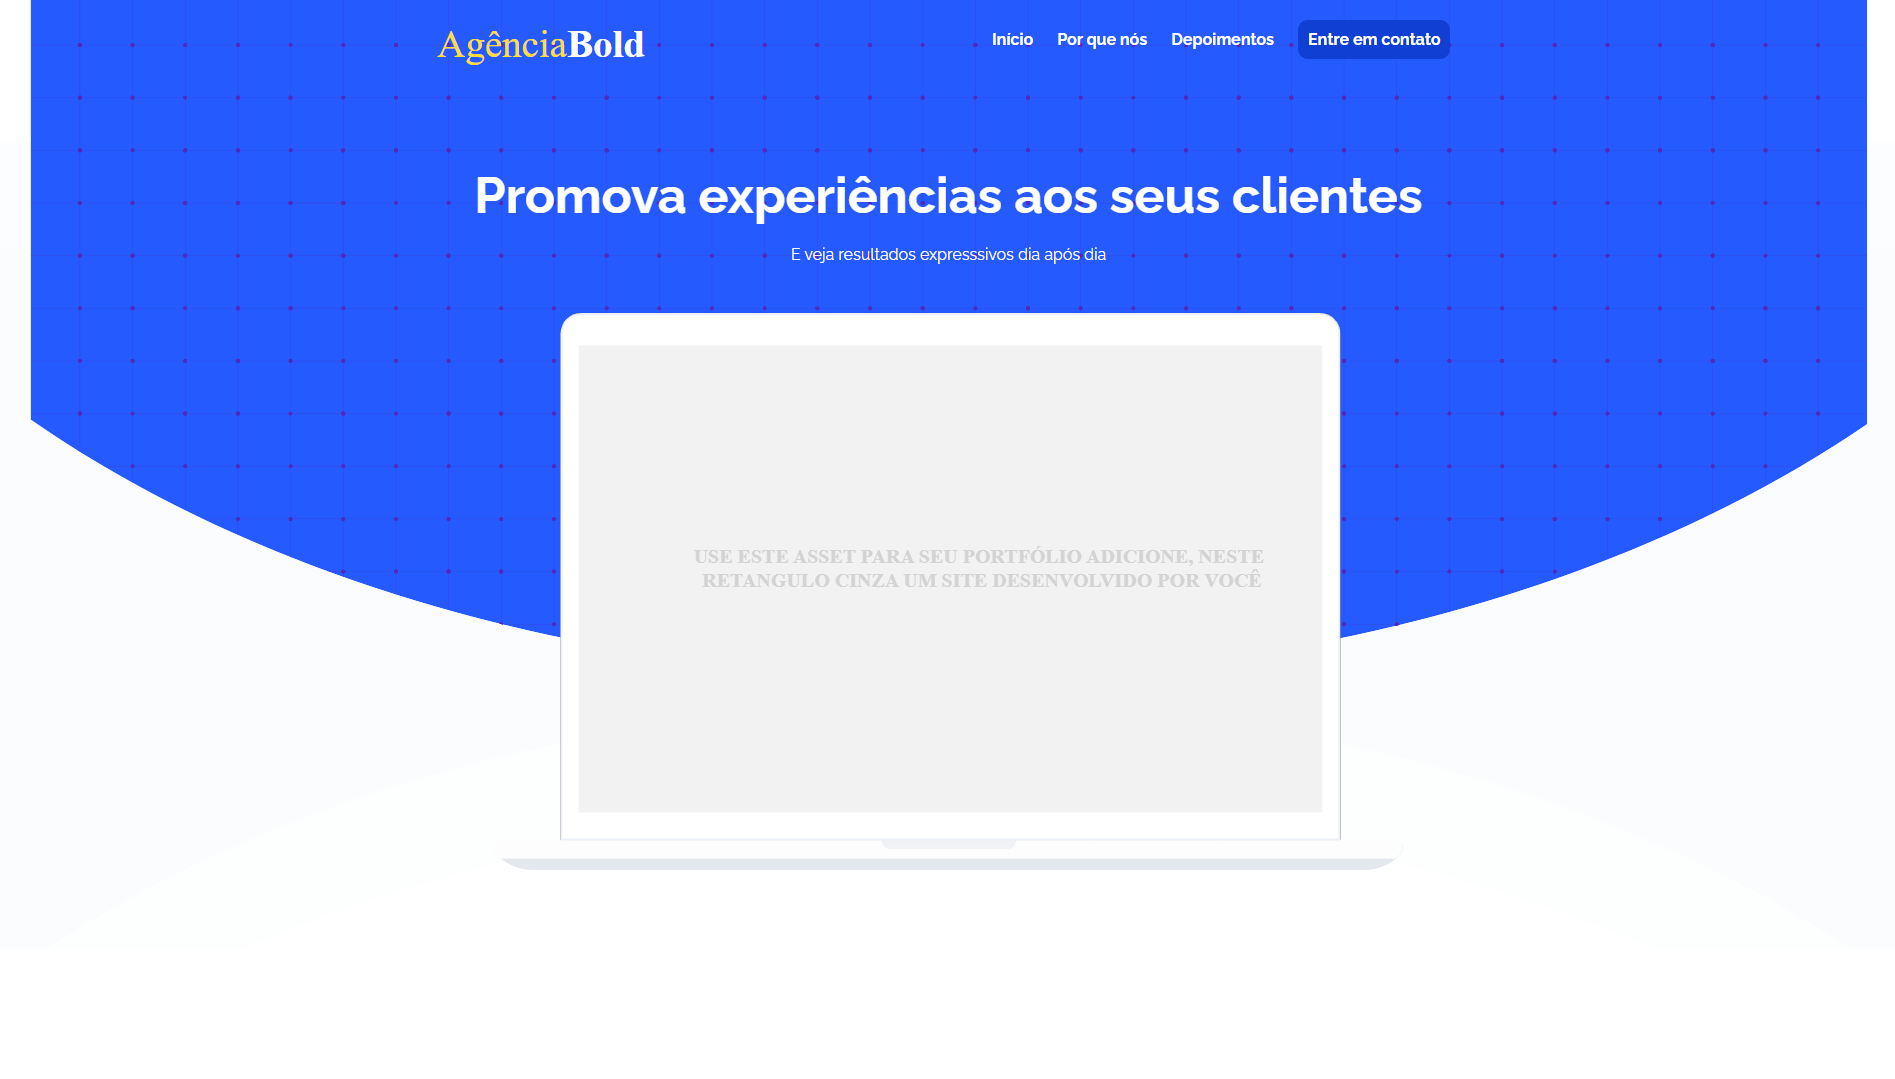 AgênciaBold
Início Por que nós Depoimentos Entre em contato
Promova experiências aos seus clientes
E veja resultados expresssivos dia após dia
USE ESTE ASSET PARA SEU PORTFÓLIO ADICIONE, NESTE
RETANGULO CINZA UM SITE DESENVOLVIDO POR VOCÊ